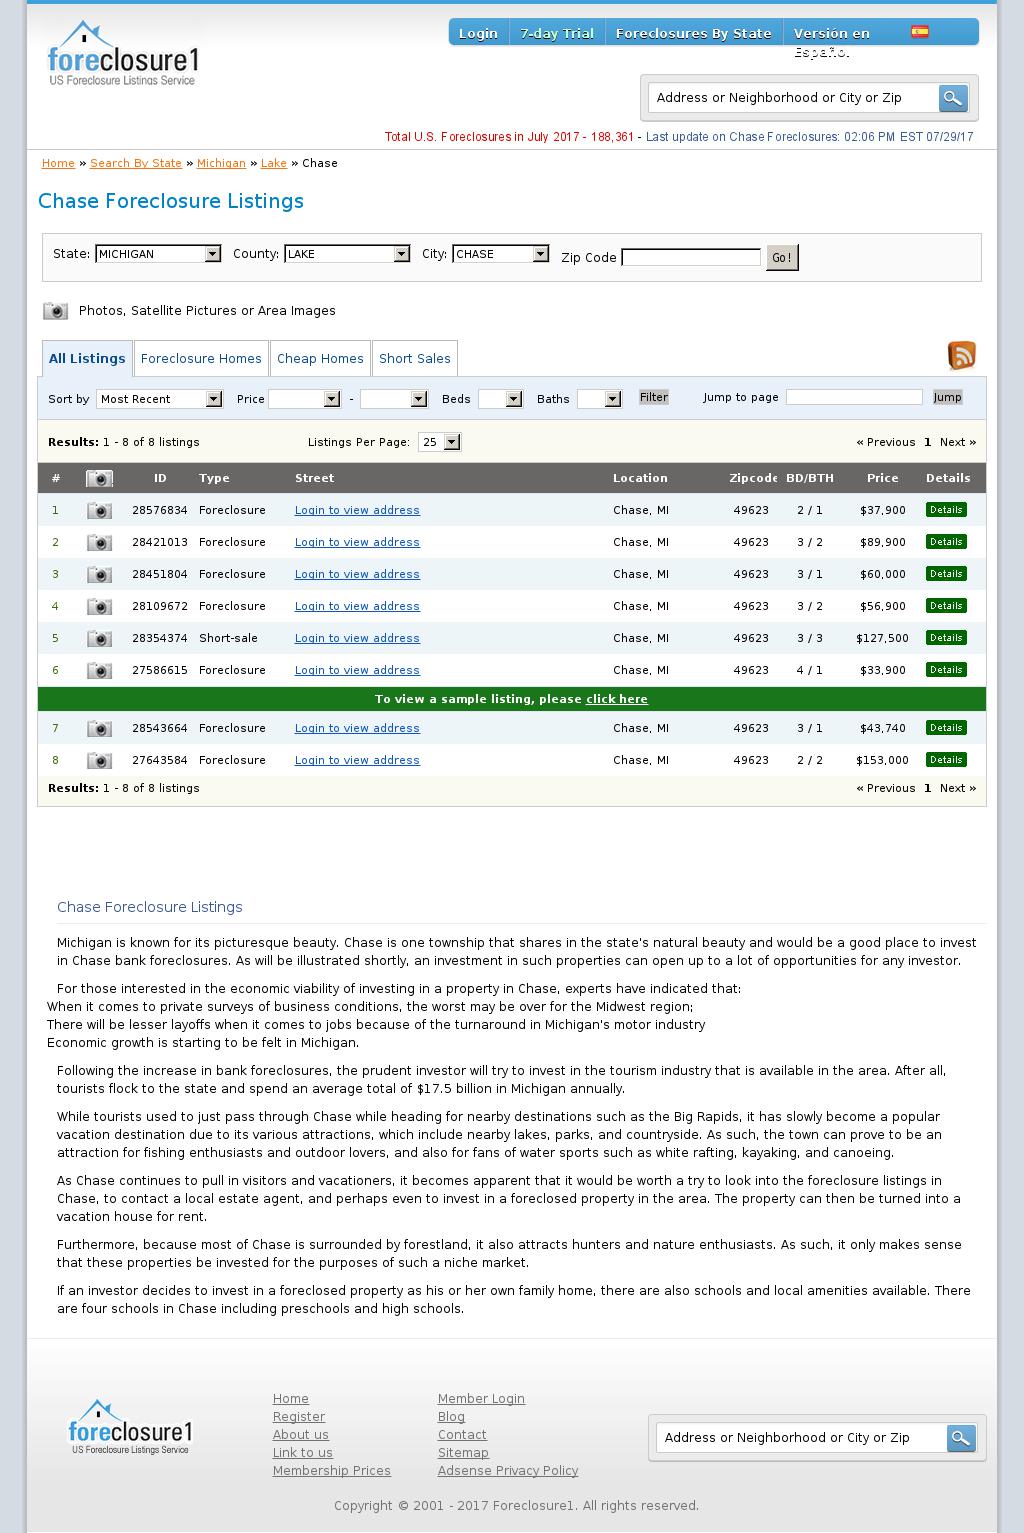 foreclosure1
US Foreclosure Listings Service
Login 7-day Trial Foreclosures By State Versión en Español
Address or Neighborhood or City or Zip
Total U.S. Foreclosures in July 2017 - 188,361 - Last update on Chase Foreclosures: 02:06 PM EST 07/29/17
Home » Search By State » Michigan » Lake » Chase
Chase Foreclosure Listings
State: MICHIGAN County: LAKE City: CHASE Zip Code Go!
Photos, Satellite Pictures or Area Images
All Listings Foreclosure Homes Cheap Homes Short Sales
Sort by Most Recent Price - Beds Baths Filter Jump to page Jump
Results: 1 - 8 of 8 listings Listings Per Page: 25 « Previous 1 Next »
# ID Type Street Location Zipcode BD/BTH Price Details
1 28576834 Foreclosure Login to view address Chase, MI 49623 2 / 1 $37,900 Details
2 28421013 Foreclosure Login to view address Chase, MI 49623 3 / 2 $89,900 Details
3 28451804 Foreclosure Login to view address Chase, MI 49623 3 / 1 $60,000 Details
4 28109672 Foreclosure Login to view address Chase, MI 49623 3 / 2 $56,900 Details
5 28354374 Short-sale Login to view address Chase, MI 49623 3 / 3 $127,500 Details
6 27586615 Foreclosure Login to view address Chase, MI 49623 4 / 1 $33,900 Details
To view a sample listing, please click here
7 28543664 Foreclosure Login to view address Chase, MI 49623 3 / 1 $43,740 Details
8 27643584 Foreclosure Login to view address Chase, MI 49623 2 / 2 $153,000 Details
Results: 1 - 8 of 8 listings « Previous 1 Next »
Chase Foreclosure Listings
Michigan is known for its picturesque beauty. Chase is one township that shares in the state's natural beauty and would be a good place to invest
in Chase bank foreclosures. As will be illustrated shortly, an investment in such properties can open up to a lot of opportunities for any investor.
For those interested in the economic viability of investing in a property in Chase, experts have indicated that:
When it comes to private surveys of business conditions, the worst may be over for the Midwest region;
There will be lesser layoffs when it comes to jobs because of the turnaround in Michigan's motor industry
Economic growth is starting to be felt in Michigan.
Following the increase in bank foreclosures, the prudent investor will try to invest in the tourism industry that is available in the area. After all,
tourists flock to the state and spend an average total of $17.5 billion in Michigan annually.
While tourists used to just pass through Chase while heading for nearby destinations such as the Big Rapids, it has slowly become a popular
vacation destination due to its various attractions, which include nearby lakes, parks, and countryside. As such, the town can prove to be an
attraction for fishing enthusiasts and outdoor lovers, and also for fans of water sports such as white rafting, kayaking, and canoeing.
As Chase continues to pull in visitors and vacationers, it becomes apparent that it would be worth a try to look into the foreclosure listings in
Chase, to contact a local estate agent, and perhaps even to invest in a foreclosed property in the area. The property can then be turned into a
vacation house for rent.
Furthermore, because most of Chase is surrounded by forestland, it also attracts hunters and nature enthusiasts. As such, it only makes sense
that these properties be invested for the purposes of such a niche market.
If an investor decides to invest in a foreclosed property as his or her own family home, there are also schools and local amenities available. There
are four schools in Chase including preschools and high schools.
foreclosure1
US Foreclosure Listings Service
Home Member Login
Register Blog
About us Contact
Link to us Sitemap
Membership Prices Adsense Privacy Policy
Address or Neighborhood or City or Zip
Copyright © 2001 - 2017 Foreclosure1. All rights reserved.